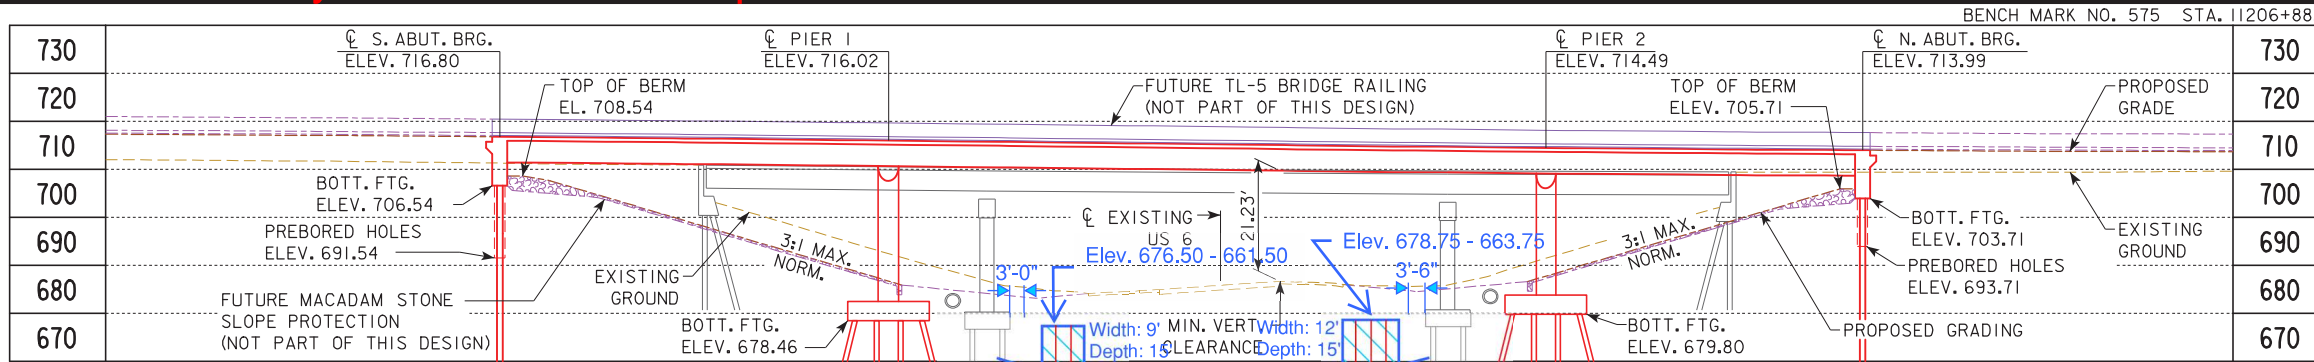 BENCH MARK NO. 575 STA. 11206+88
730
720
710
700
690
680
670
℄ S. ABUT. BRG.
ELEV. 716.80
℄ PIER 1
ELEV. 716.02
℄ PIER 2
ELEV. 714.49
℄ N. ABUT. BRG.
ELEV. 713.99
730
720
710
700
690
680
670
TOP OF BERM
EL. 708.54
FUTURE TL-5 BRIDGE RAILING
(NOT PART OF THIS DESIGN)
TOP OF BERM
ELEV. 705.71
PROPOSED
GRADE
BOTT. FTG.
ELEV. 706.54
PREBORED HOLES
ELEV. 691.54
3:1 MAX.
NORM.
EXISTING
GROUND
℄ EXISTING
US 6
21.23'
Elev. 676.50 - 661.50
Elev. 678.75 - 663.75
3'-0"
3'-6"
3:1 MAX.
NORM.
BOTT. FTG.
ELEV. 703.71
PREBORED HOLES
ELEV. 693.71
EXISTING
GROUND
FUTURE MACADAM STONE
SLOPE PROTECTION
(NOT PART OF THIS DESIGN)
BOTT. FTG.
ELEV. 678.46
Width: 9'
Depth: 15'
MIN. VERT.
CLEARANCE
Width: 12'
Depth: 15'
BOTT. FTG.
ELEV. 679.80
PROPOSED GRADING